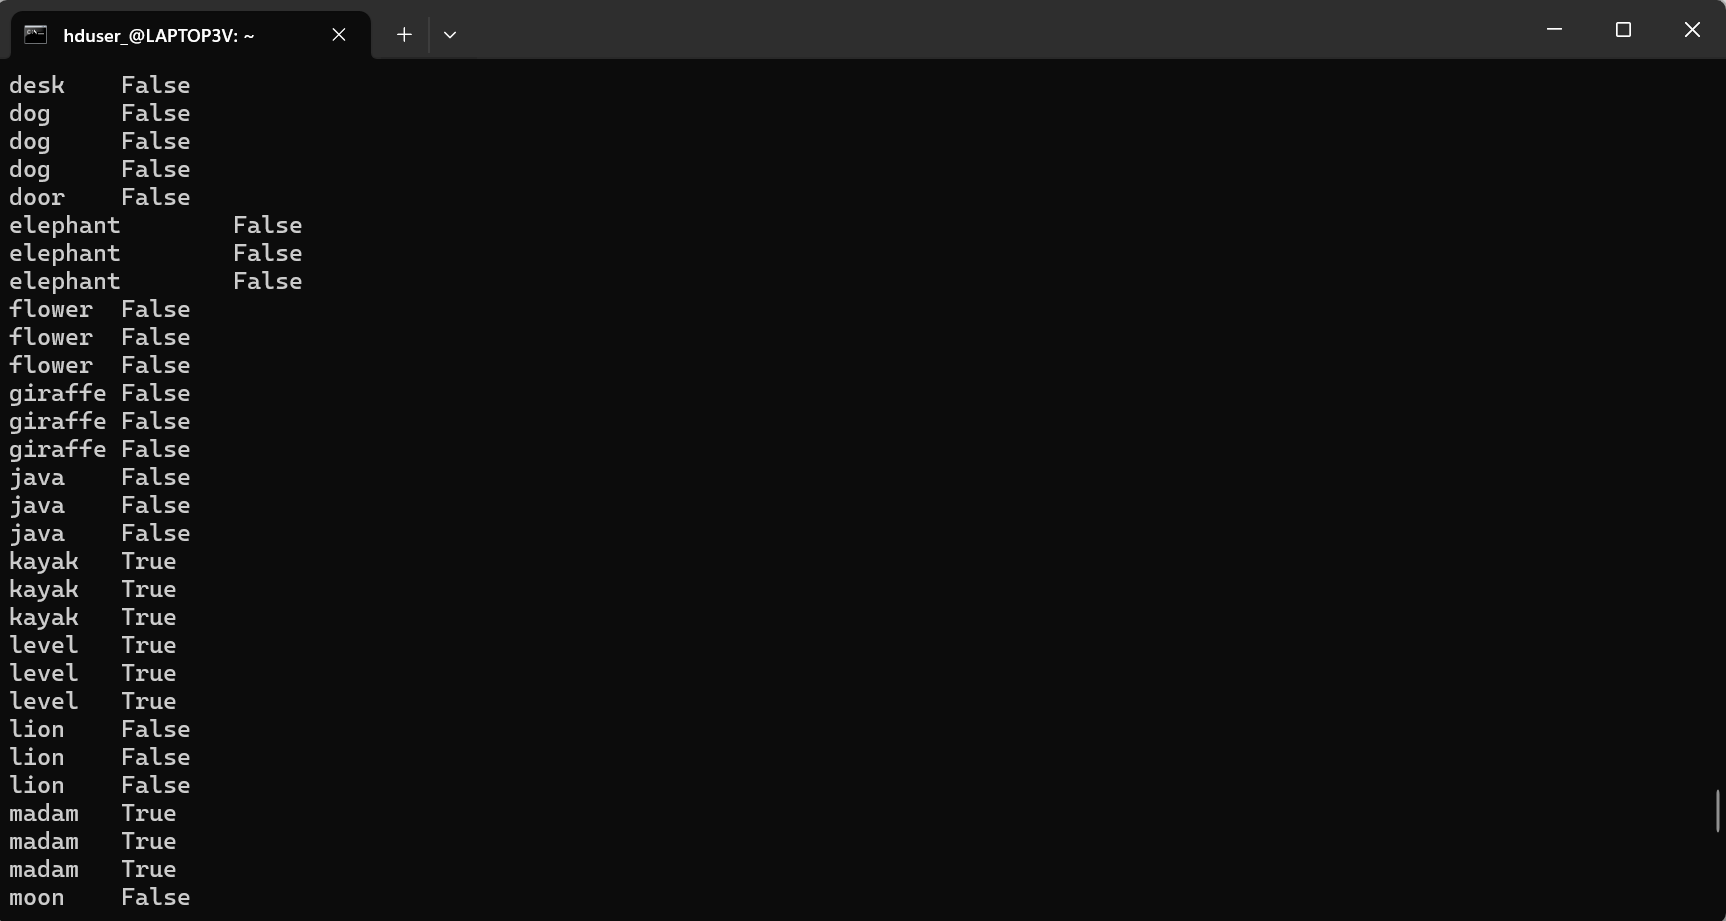 hduser_@LAPTOP3V: ~
desk False
dog False
dog False
dog False
door False
elephant False
elephant False
elephant False
flower False
flower False
flower False
giraffe False
giraffe False
giraffe False
java False
java False
java False
kayak True
kayak True
kayak True
level True
level True
level True
lion False
lion False
lion False
madam True
madam True
madam True
moon False